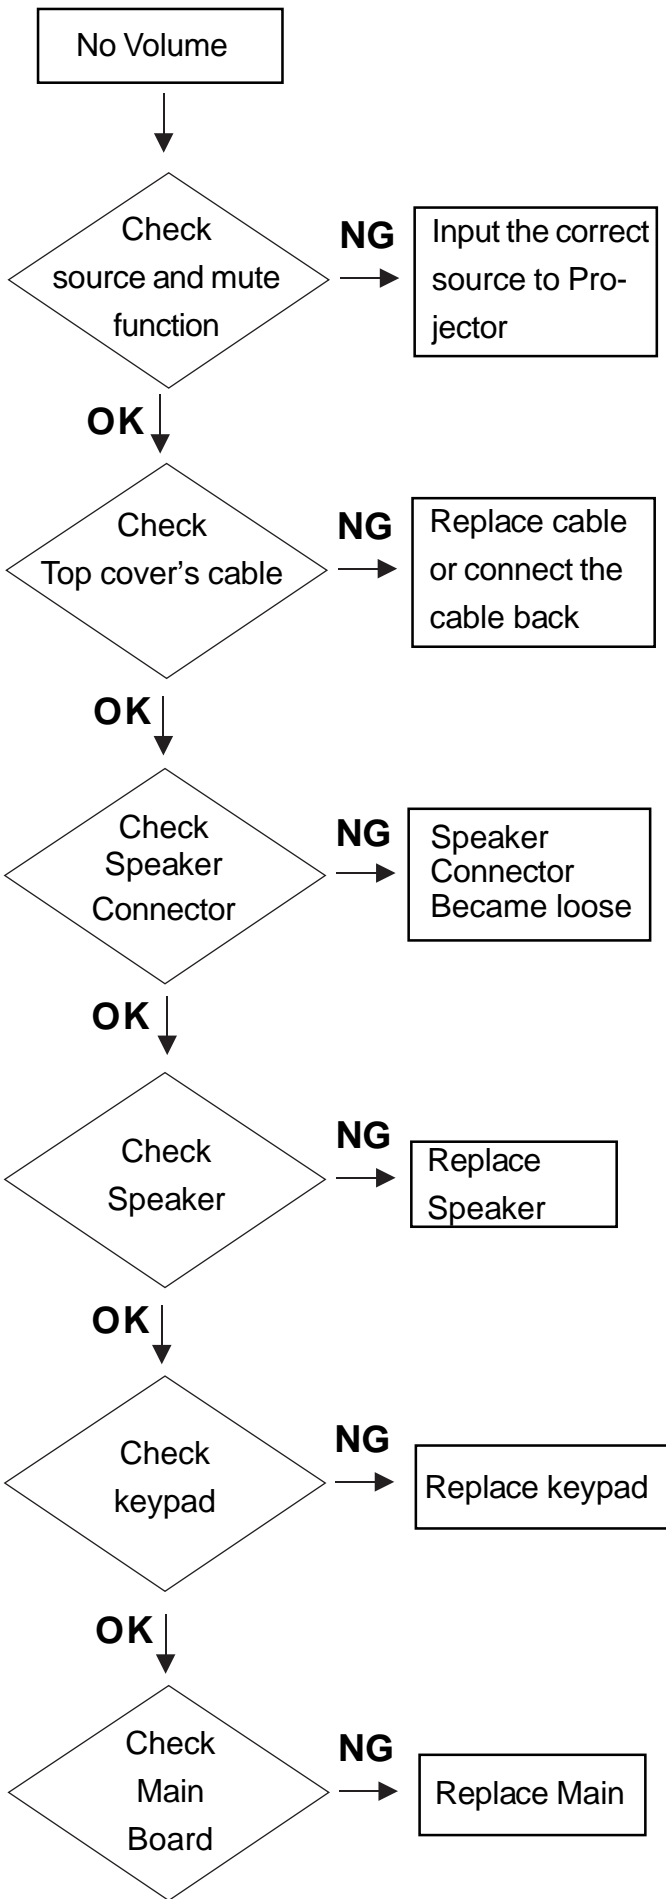 No Volume
Check
source and mute
function
NG
Input the correct
source to Pro-
jector
OK
Check
Top cover’s cable
NG
Replace cable
or connect the
cable back
OK
Check
Speaker
Connector
NG
Speaker
Connector
Became loose
OK
Check
Speaker
NG
Replace
Speaker
OK
Check
keypad
NG
Replace keypad
OK
Check
Main
Board
NG
Replace Main